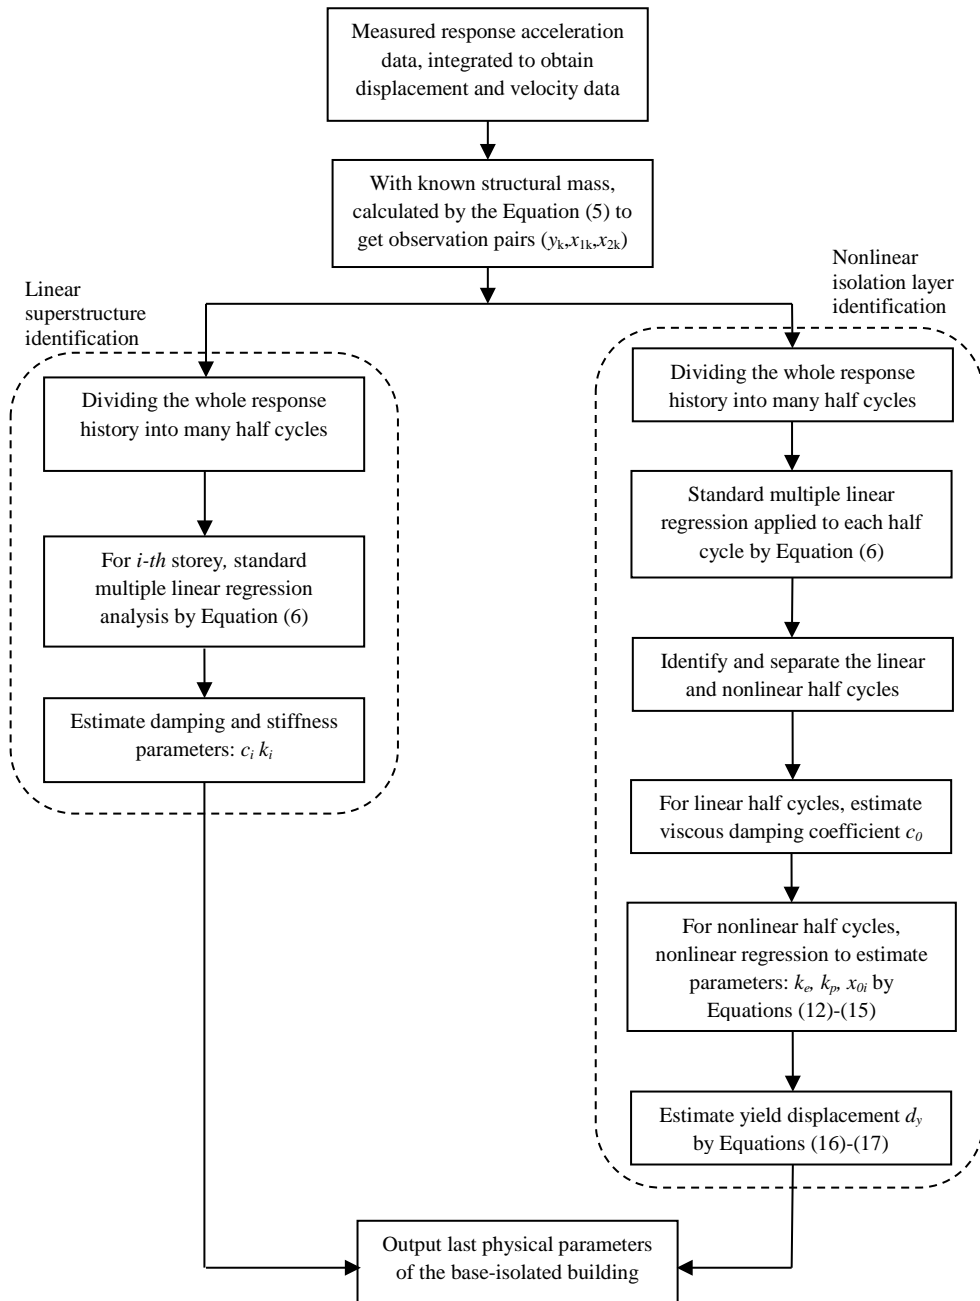 Measured response acceleration
data, integrated to obtain
displacement and velocity data
With known structural mass,
calculated by the Equation (5) to
get observation pairs (yk,x1k,x2k)
Linear
superstructure
identification
Dividing the whole response
history into many half cycles
For i-th storey, standard
multiple linear regression
analysis by Equation (6)
Estimate damping and stiffness
parameters: ci ki
Nonlinear
isolation layer
identification
Dividing the whole response
history into many half cycles
Standard multiple linear
regression applied to each half
cycle by Equation (6)
Identify and separate the linear
and nonlinear half cycles
For linear half cycles, estimate
viscous damping coefficient c0
For nonlinear half cycles,
nonlinear regression to estimate
parameters: ke, kp, x0i by
Equations (12)-(15)
Estimate yield displacement dy
by Equations (16)-(17)
Output last physical parameters
of the base-isolated building